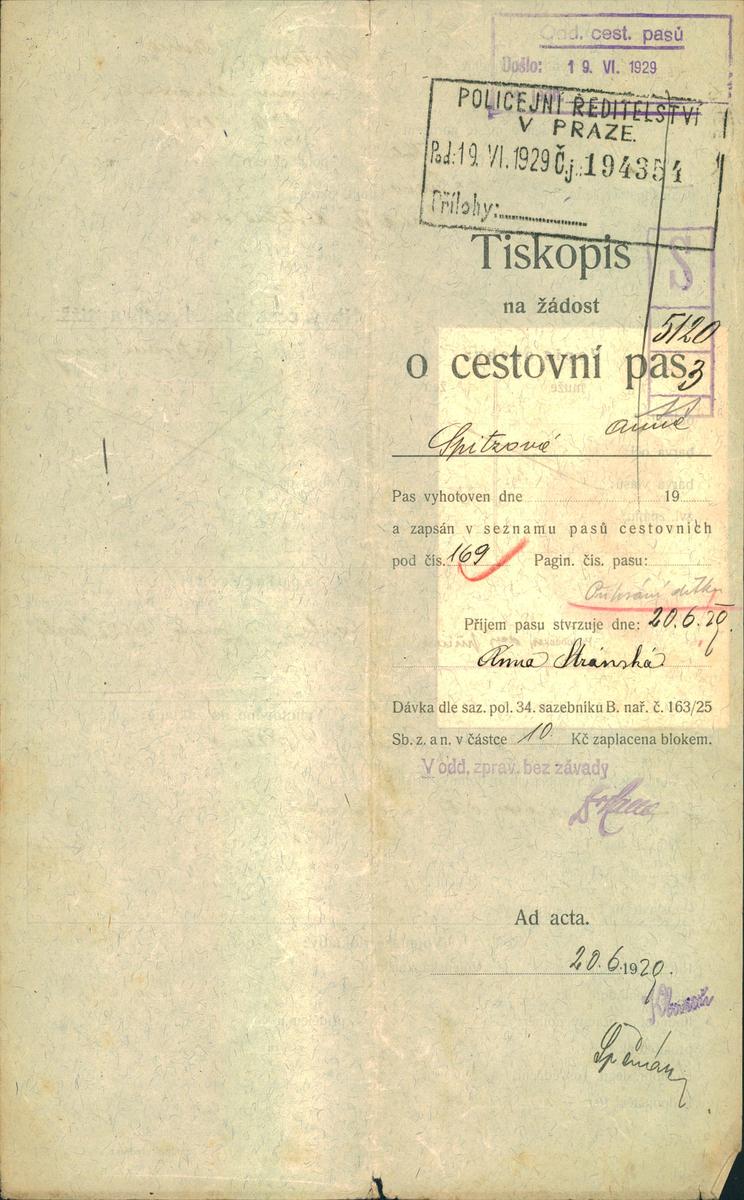 Odd. cest. pasů
Došlo: 19. VI. 1929
POLICEJNÍ ŘEDITELSTVÍ
V PRAZE.
Pod: 19. VI. 1929 Č.j.: 194354
Přílohy:
Tiskopis
S
na žádost
5120
o cestovní pas
3
Spitzová Anna
Pas vyhotoven dne 19
a zapsán v seznamu pasů cestovních
pod čís. 169 Pagin. čís. pasu:
Příjem pasu stvrzuje dne: 20.6.29.
Anna Stránská
Dávka dle saz. pol. 34. sazebníku B. nař. č. 163/25
Sb. z. a n. v částce 10. Kč zaplacena blokem.
V odd. zprav. bez závady
Ad acta.
20.6.1929.